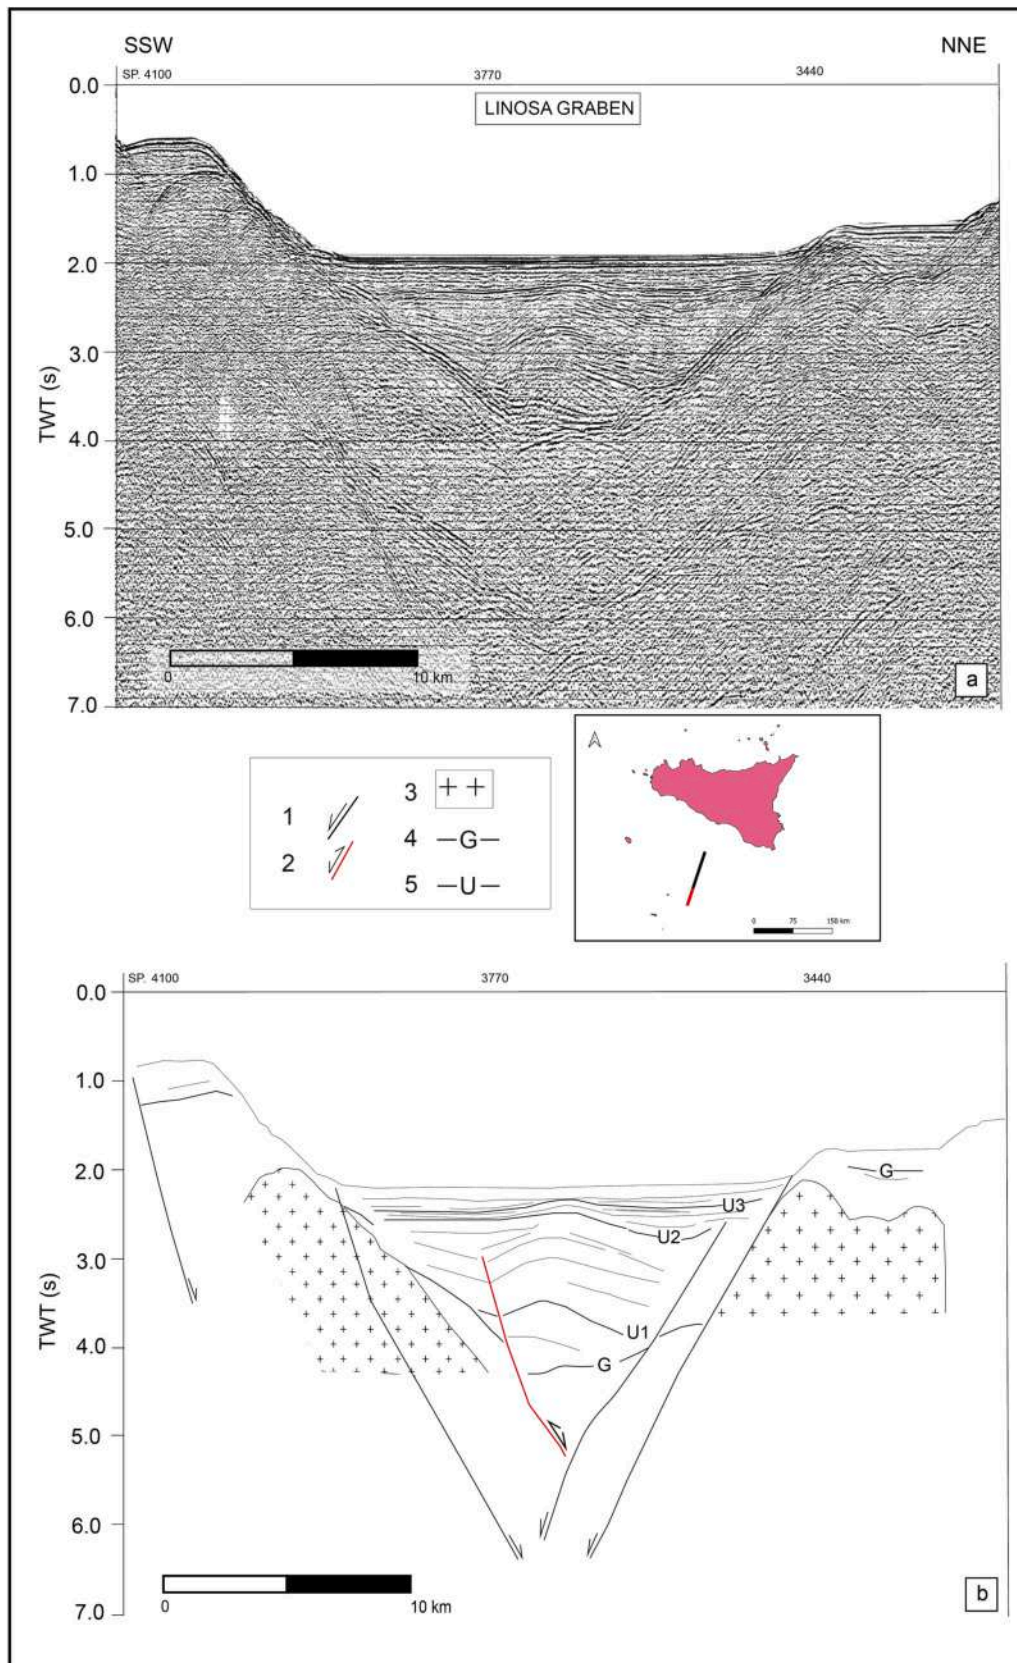 SSW NNE
SP. 4100 3770 3440
LINOSA GRABEN
0.0
1.0
2.0
3.0
TWT (s)
4.0
5.0
6.0
7.0
0 10 km
a
1
2
3 + +
4 —G—
5 —U—
0 75 150 km
SP. 4100 3770 3440
0.0
1.0
2.0
3.0
TWT (s)
4.0
5.0
6.0
7.0
G
U3
U2
U1
G
0 10 km
b